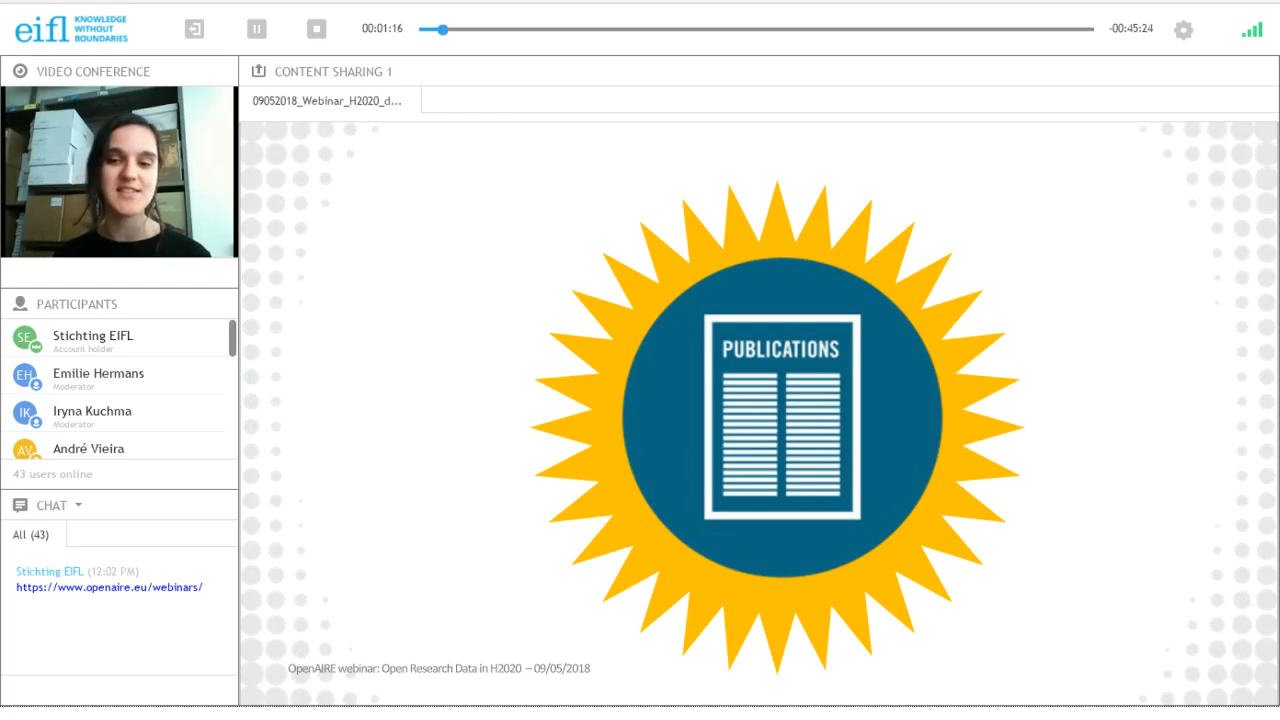 eifl KNOWLEDGE
WITHOUT
BOUNDARIES
00:01:16
-00:45:24
VIDEO CONFERENCE
CONTENT SHARING 1
09052018_Webinar_H2020_d...
PUBLICATIONS
OpenAIRE webinar: Open Research Data in H2020 – 09/05/2018
PARTICIPANTS
SE Stichting EIFL
Account holder
EH Emilie Hermans
Moderator
IK Iryna Kuchma
Moderator
AV André Vieira
43 users online
CHAT
All (43)
Stichting EIFL (12:02 PM)
https://www.openaire.eu/webinars/